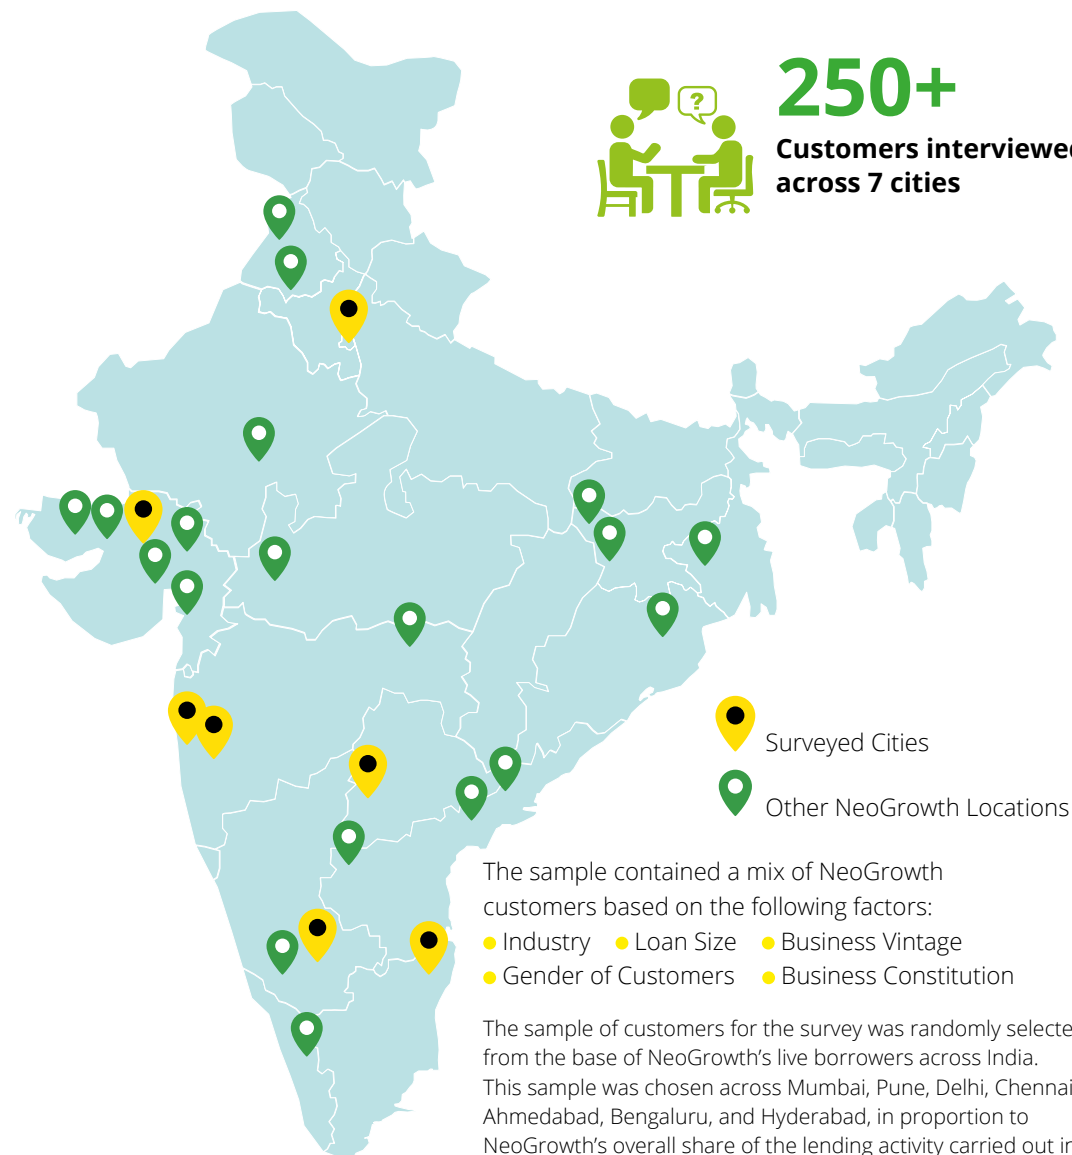 250+
Customers interviewed
across 7 cities
?
Surveyed Cities
Other NeoGrowth Locations
The sample contained a mix of NeoGrowth
customers based on the following factors:
Industry Loan Size Business Vintage
Gender of Customers Business Constitution
The sample of customers for the survey was randomly selecte
from the base of NeoGrowth's live borrowers across India.
This sample was chosen across Mumbai, Pune, Delhi, Chennai
Ahmedabad, Bengaluru, and Hyderabad, in proportion to
NeoGrowth's overall share of the lending activity carried out in